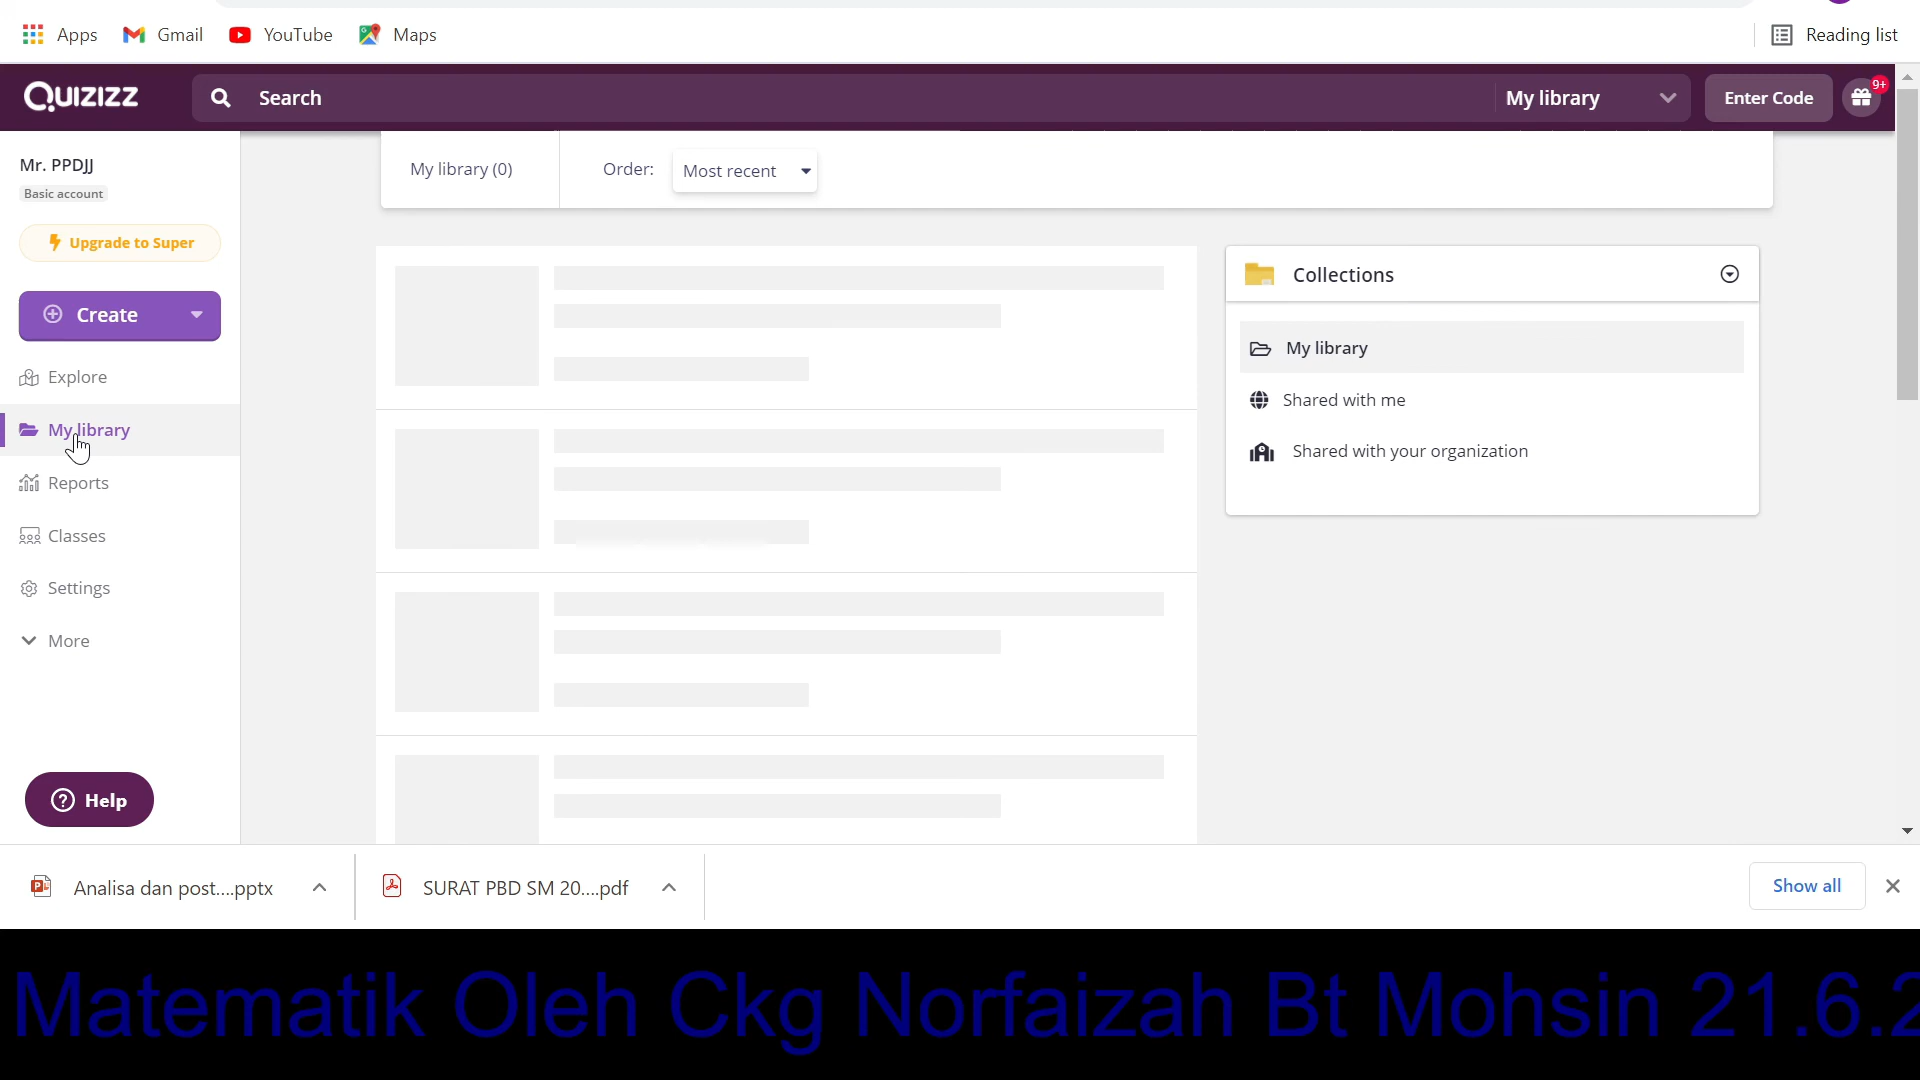 Apps Gmail YouTube Maps Reading list
Quizizz Search My library Enter Code 9+
Mr. PPDJJ
Basic account
Upgrade to Super
Create
Explore
My library
Reports
Classes
Settings
More
Help
My library (0) Order: Most recent
Collections
My library
Shared with me
Shared with your organization
Analisa dan post....pptx SURAT PBD SM 20....pdf Show all
Matematik Oleh Ckg Norfaizah Bt Mohsin 21.6.2